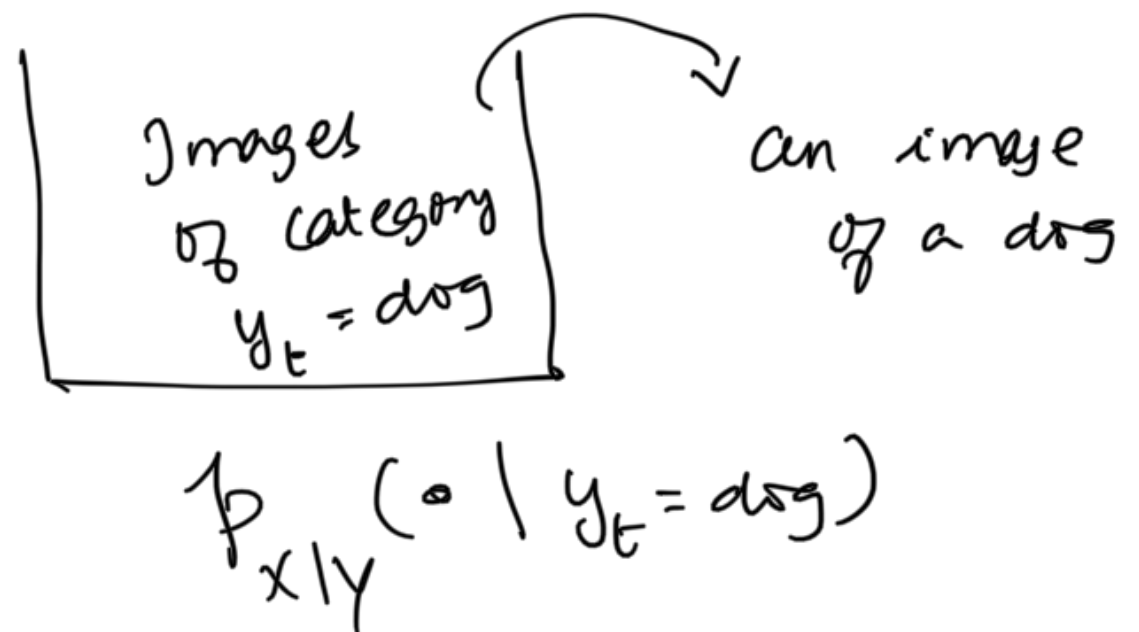 Images
of category
y_t = dog
an image
of a dog
p_{X|Y} (• | y_t = dog)